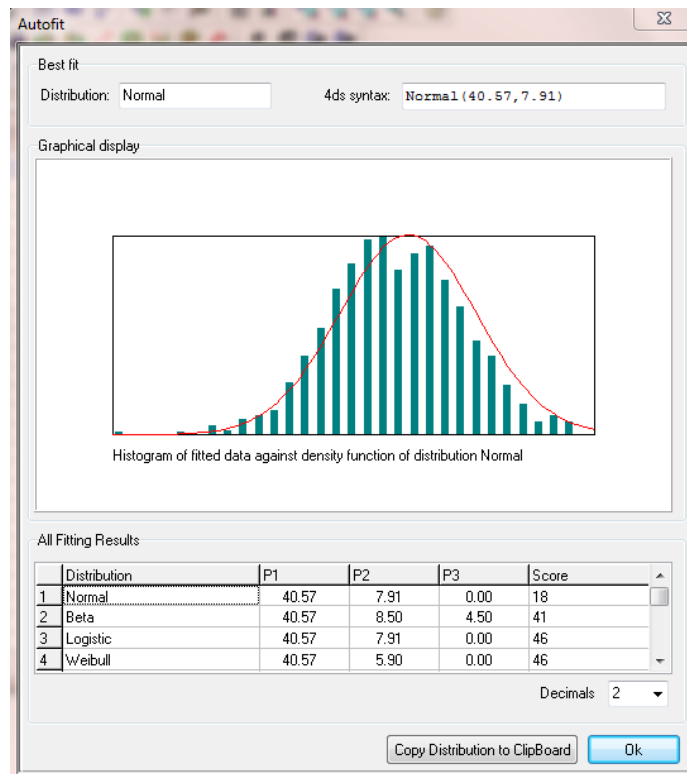 Autofit
Best fit
Distribution: Normal 4ds syntax: Normal(40.57,7.91)
Graphical display
Histogram of fitted data against density function of distribution Normal
All Fitting Results
Distribution P1 P2 P3 Score
1 Normal 40.57 7.91 0.00 18
2 Beta 40.57 8.50 4.50 41
3 Logistic 40.57 7.91 0.00 46
4 Weibull 40.57 5.90 0.00 46
Decimals 2
Copy Distribution to ClipBoard Ok